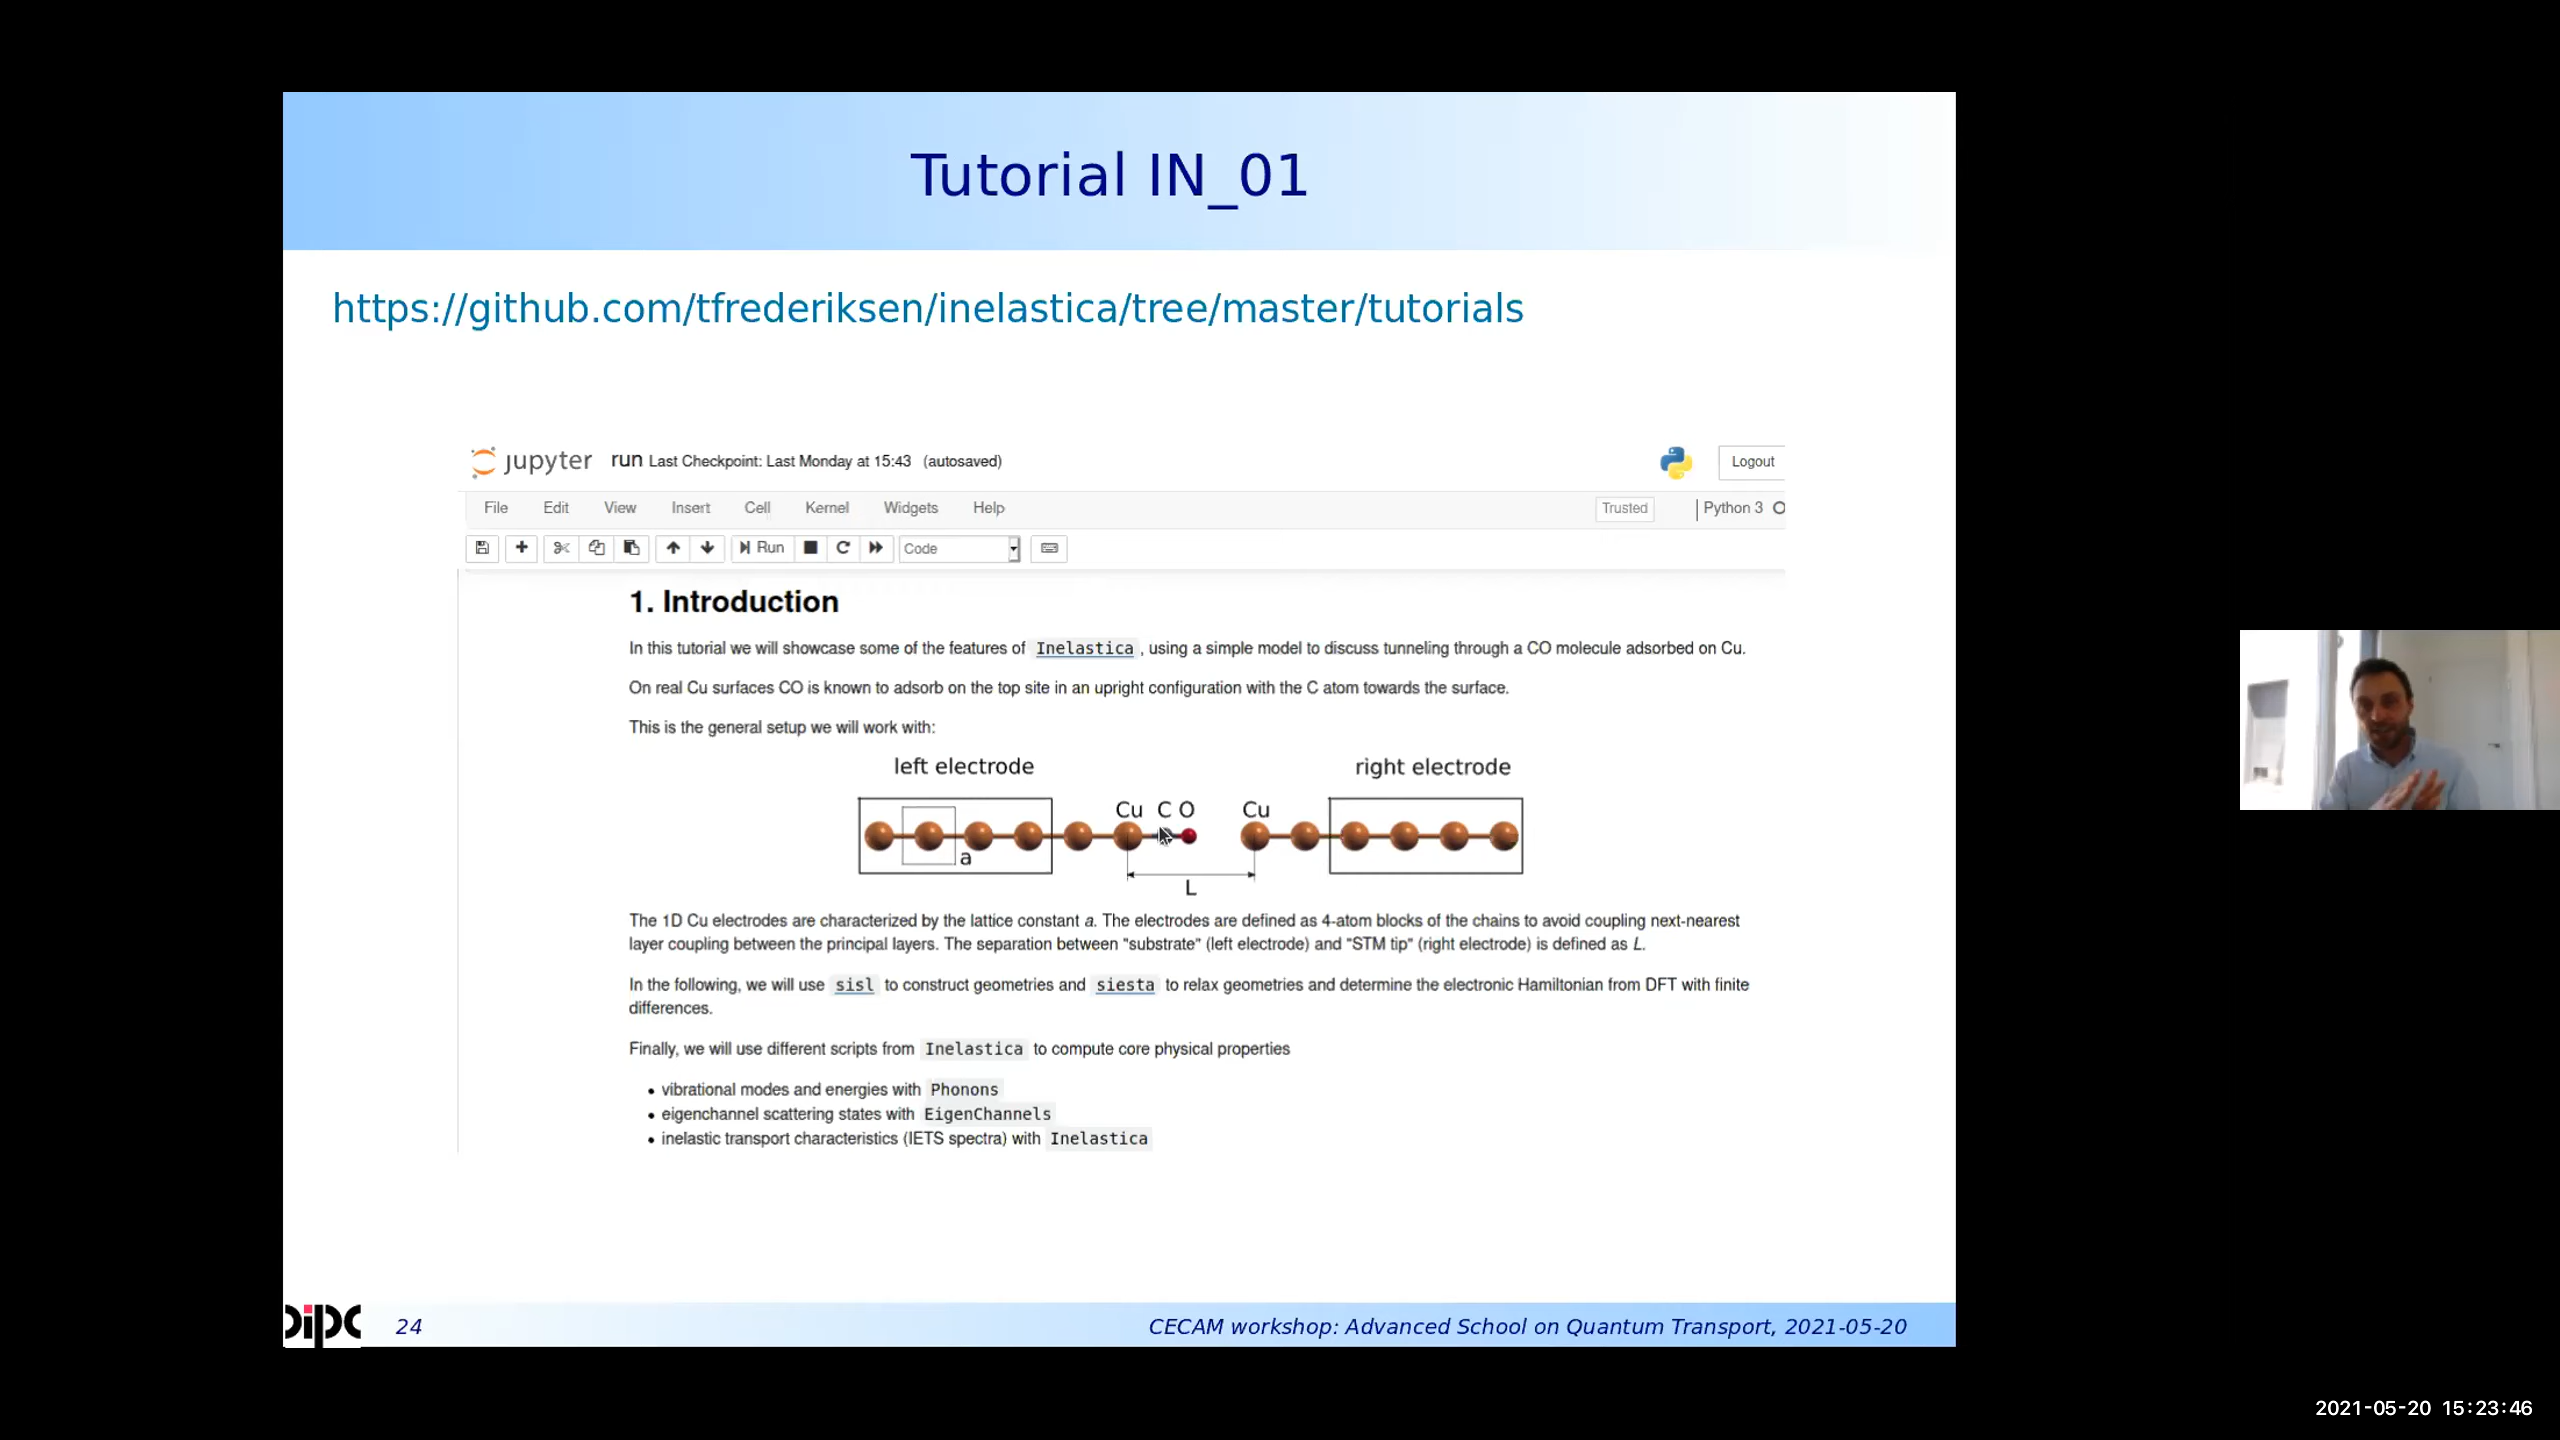 Tutorial IN_01
https://github.com/tfrederiksen/inelastica/tree/master/tutorials
jupyter run Last Checkpoint: Last Monday at 15:43 (autosaved)
Logout
File Edit View Insert Cell Kernel Widgets Help
Trusted
Python 3
Run
Code
1. Introduction
In this tutorial we will showcase some of the features of Inelastica , using a simple model to discuss tunneling through a CO molecule adsorbed on Cu.
On real Cu surfaces CO is known to adsorb on the top site in an upright configuration with the C atom towards the surface.
This is the general setup we will work with:
left electrode
right electrode
Cu C O Cu
a
L
The 1D Cu electrodes are characterized by the lattice constant a. The electrodes are defined as 4-atom blocks of the chains to avoid coupling next-nearest
layer coupling between the principal layers. The separation between "substrate" (left electrode) and "STM tip" (right electrode) is defined as L.
In the following, we will use sisl to construct geometries and siesta to relax geometries and determine the electronic Hamiltonian from DFT with finite
differences.
Finally, we will use different scripts from Inelastica to compute core physical properties
• vibrational modes and energies with Phonons
• eigenchannel scattering states with EigenChannels
• inelastic transport characteristics (IETS spectra) with Inelastica
dipc
24
CECAM workshop: Advanced School on Quantum Transport, 2021-05-20
2021-05-20 15:23:46